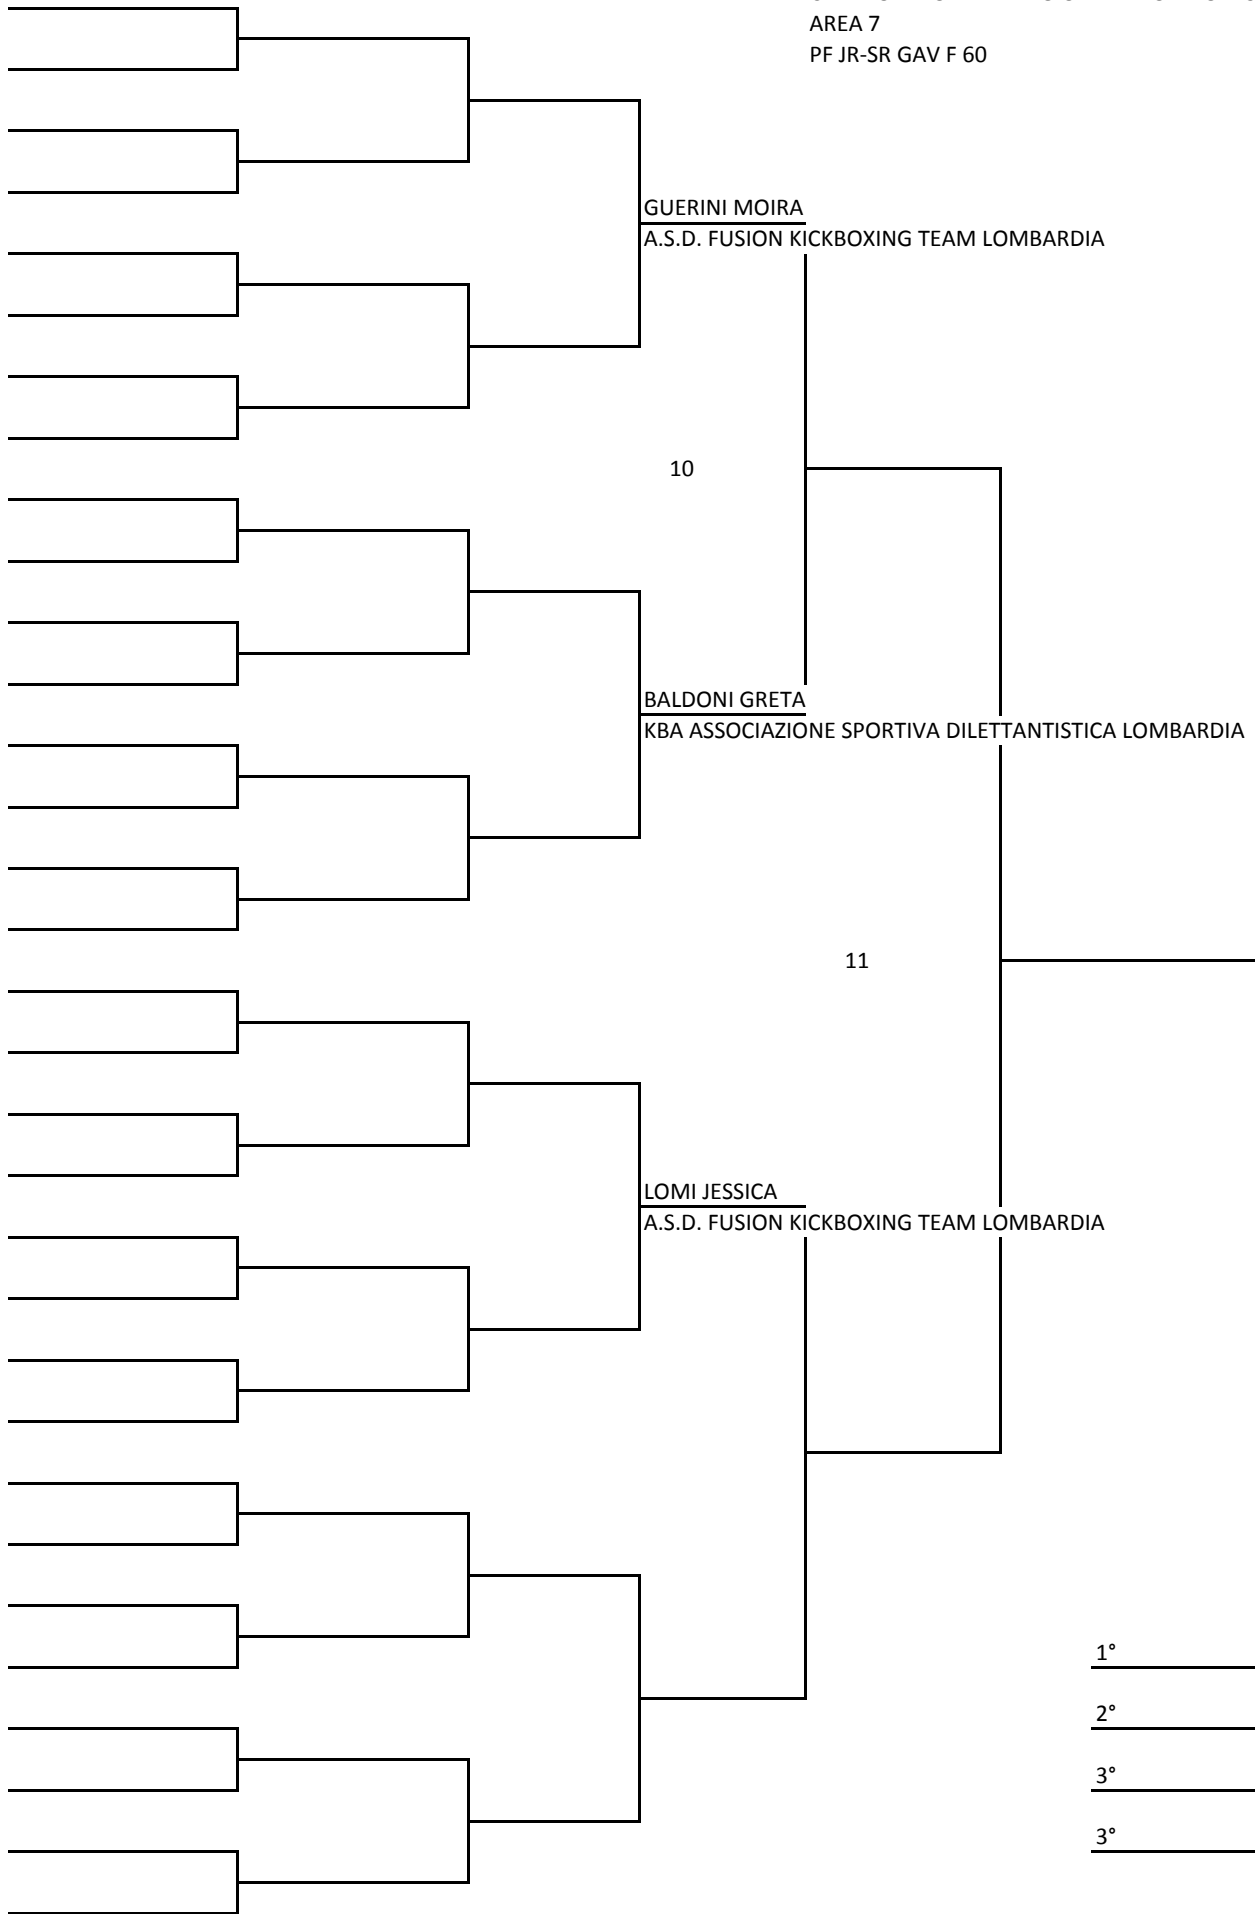 AREA 7
PF JR-SR GAV F 60
GUERINI MOIRA
A.S.D. FUSION KICKBOXING TEAM LOMBARDIA
10
BALDONI GRETA
KBA ASSOCIAZIONE SPORTIVA DILETTANTISTICA LOMBARDIA
11
LOMI JESSICA
A.S.D. FUSION KICKBOXING TEAM LOMBARDIA
1°
2°
3°
3°